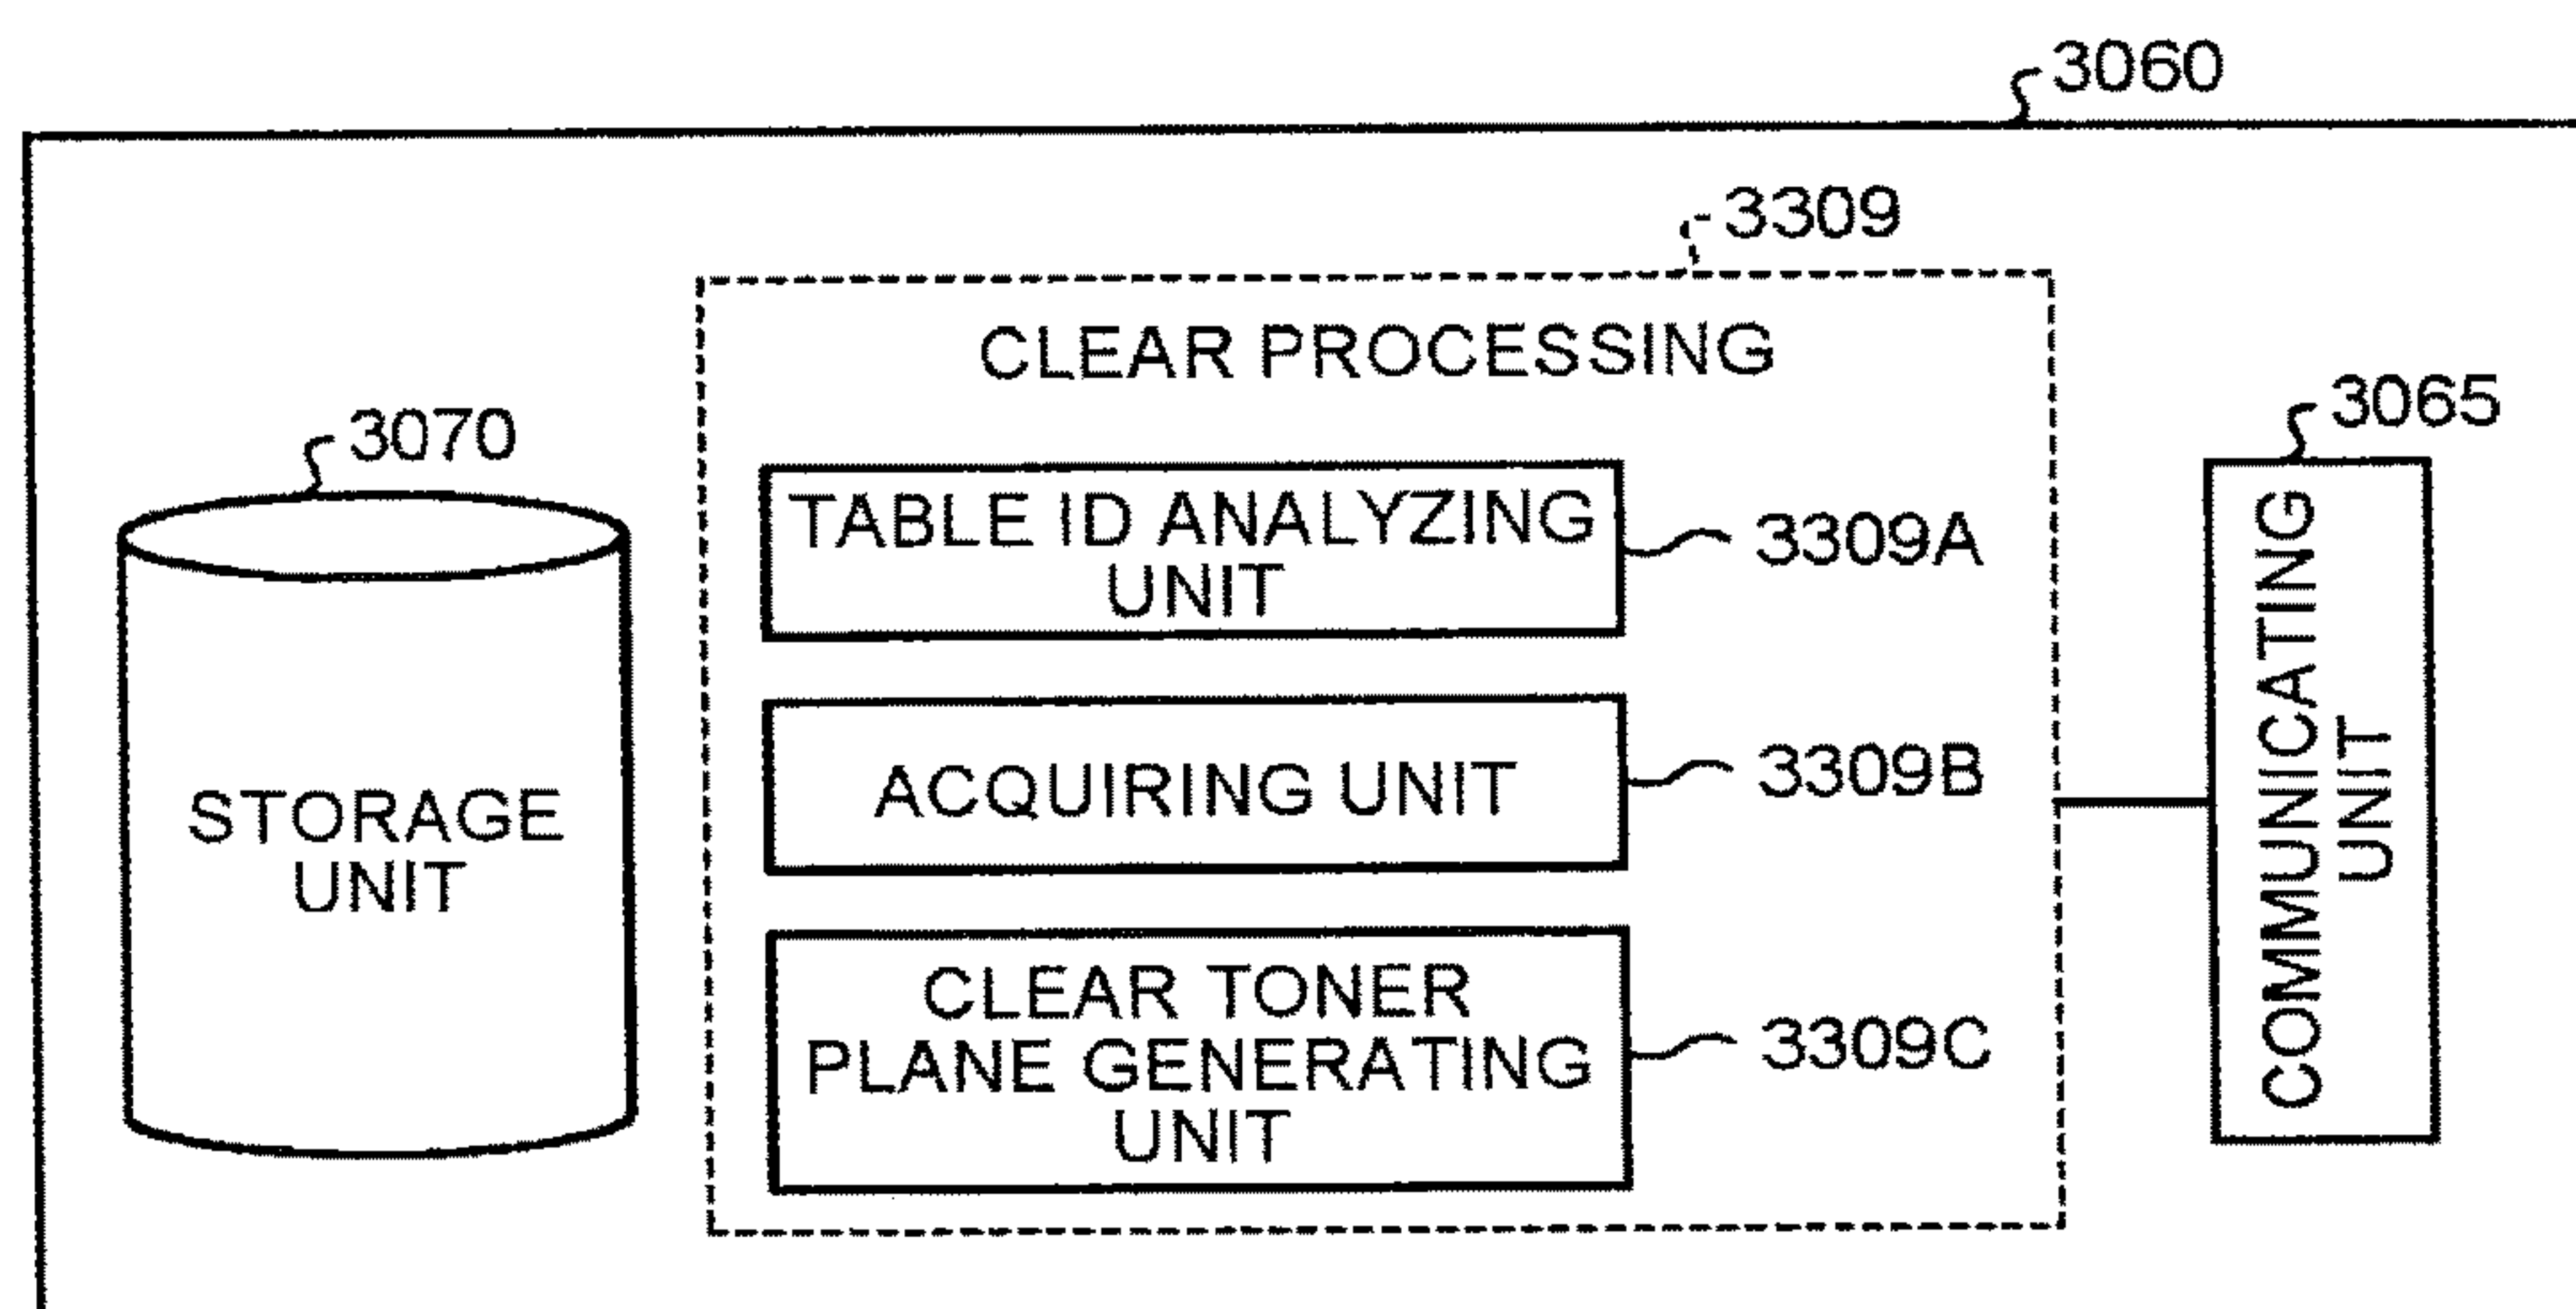 3060
3309
CLEAR PROCESSING
3070
3065
TABLE ID ANALYZING
UNIT
3309A
STORAGE
UNIT
ACQUIRING UNIT
3309B
CLEAR TONER
PLANE GENERATING
UNIT
3309C
COMMUNICATING
UNIT